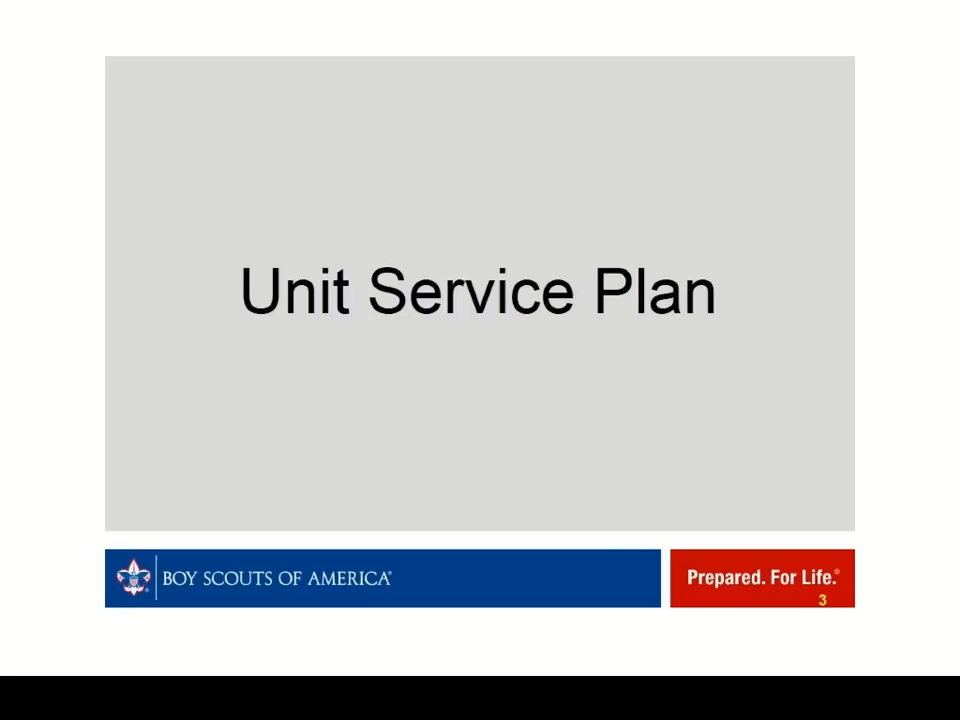 Unit Service Plan
BOY SCOUTS OF AMERICA®
Prepared. For Life.®
3